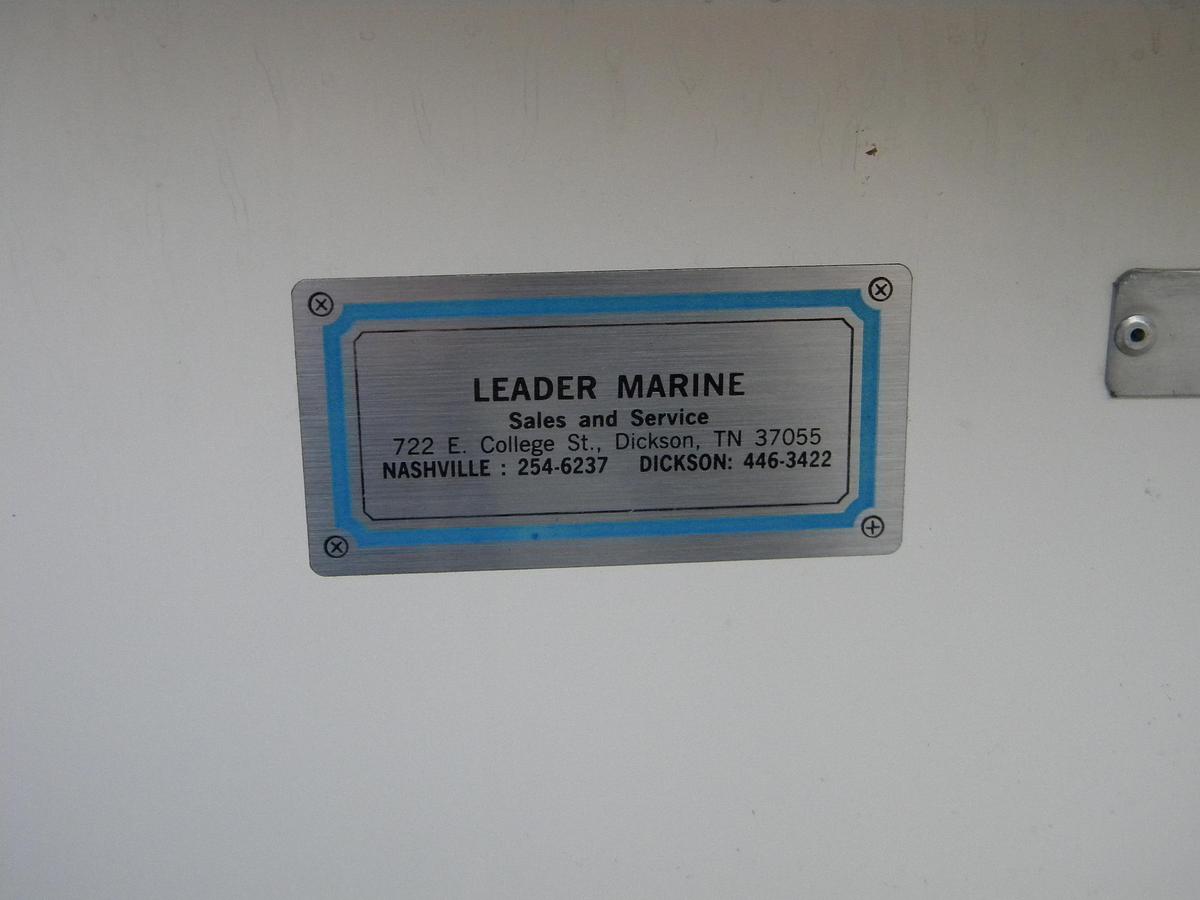 LEADER MARINE
Sales and Service
722 E. College St., Dickson, TN 37055
NASHVILLE : 254-6237 DICKSON: 446-3422